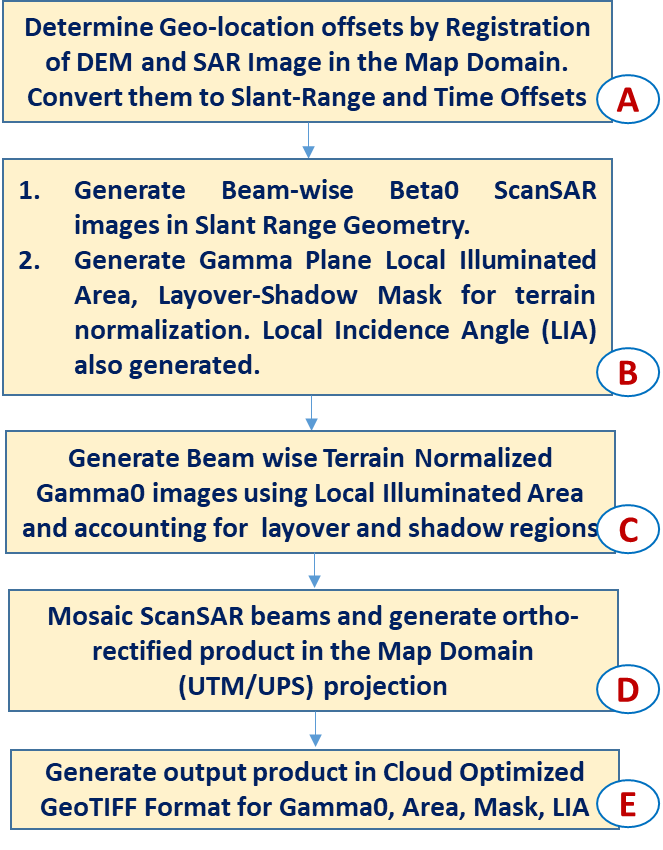 Determine Geo-location offsets by Registration
of DEM and SAR Image in the Map Domain.
Convert them to Slant-Range and Time Offsets
A
1. Generate Beam-wise Beta0 ScanSAR
images in Slant Range Geometry.
2. Generate Gamma Plane Local Illuminated
Area, Layover-Shadow Mask for terrain
normalization. Local Incidence Angle (LIA)
also generated.
B
Generate Beam wise Terrain Normalized
Gamma0 images using Local Illuminated Area
and accounting for layover and shadow regions
C
Mosaic ScanSAR beams and generate ortho-
rectified product in the Map Domain
(UTM/UPS) projection
D
Generate output product in Cloud Optimized
GeoTIFF Format for Gamma0, Area, Mask, LIA
E